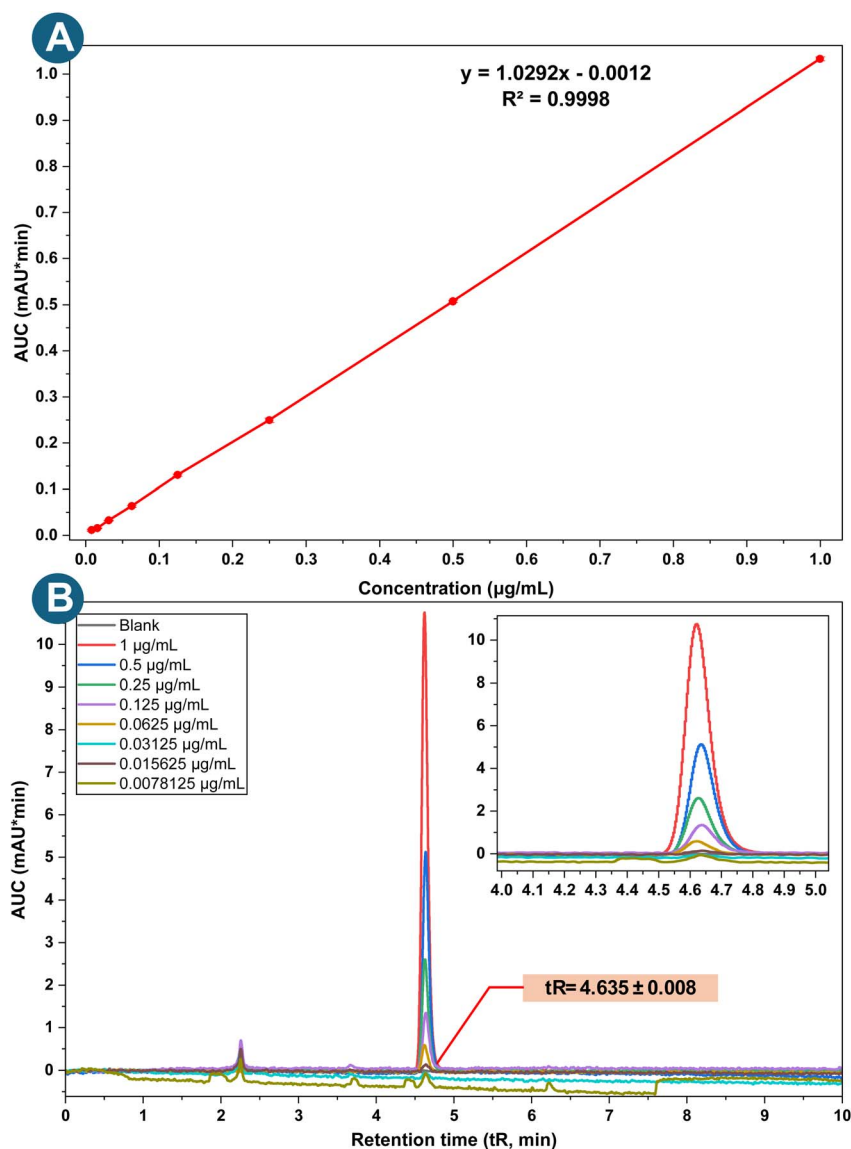 A
y = 1.0292x - 0.0012
R² = 0.9998
AUC (mAU*min)
1.0
0.9
0.8
0.7
0.6
0.5
0.4
0.3
0.2
0.1
0.0
0.0 0.1 0.2 0.3 0.4 0.5 0.6 0.7 0.8 0.9 1.0
Concentration (µg/mL)
B
Blank
1 µg/mL
0.5 µg/mL
0.25 µg/mL
0.125 µg/mL
0.0625 µg/mL
0.03125 µg/mL
0.015625 µg/mL
0.0078125 µg/mL
10
8
6
4
2
0
4.0 4.1 4.2 4.3 4.4 4.5 4.6 4.7 4.8 4.9 5.0
tR= 4.635 ± 0.008
AUC (mAU*min)
10
9
8
7
6
5
4
3
2
1
0
0 1 2 3 4 5 6 7 8 9 10
Retention time (tR, min)